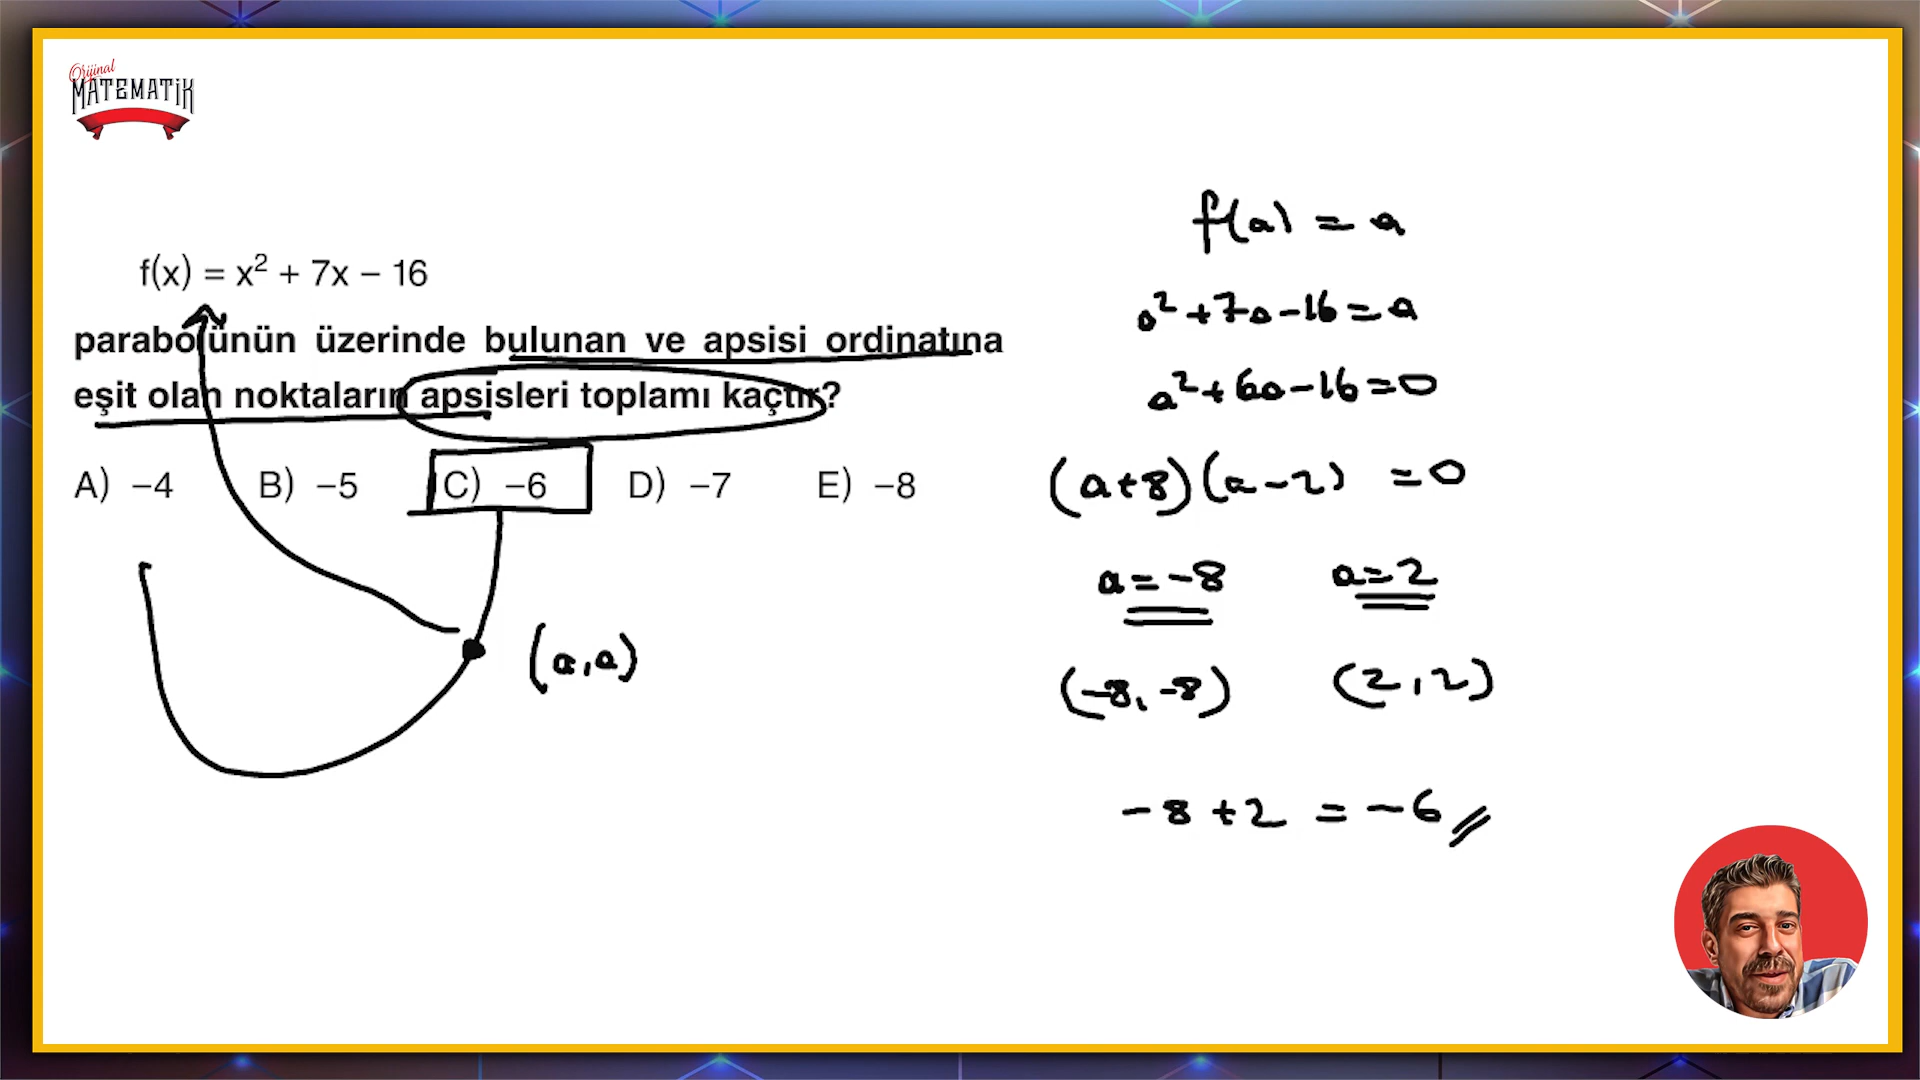 Orijinal
MATEMATİK
f(x) = x² + 7x – 16
parabolünün üzerinde bulunan ve apsisi ordinatına
eşit olan noktaların apsisleri toplamı kaçtır?
A) –4 B) –5 C) –6 D) –7 E) –8
(a,a)
f(a) = a
a²+7a-16=a
a²+6a-16=0
(a+8)(a-2) =0
a=-8 a=2
(-8,-8) (2,2)
-8+2 = -6